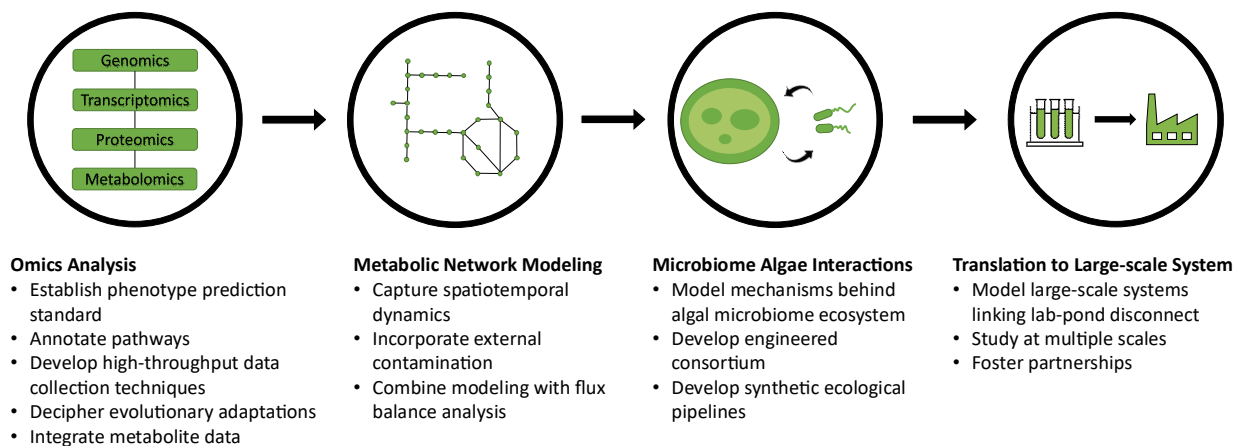 Genomics
Transcriptomics
Proteomics
Metabolomics
Omics Analysis
• Establish phenotype prediction
standard
• Annotate pathways
• Develop high-throughput data
collection techniques
• Decipher evolutionary adaptations
• Integrate metabolite data
Metabolic Network Modeling
• Capture spatiotemporal
dynamics
• Incorporate external
contamination
• Combine modeling with flux
balance analysis
Microbiome Algae Interactions
• Model mechanisms behind
algal microbiome ecosystem
• Develop engineered
consortium
• Develop synthetic ecological
pipelines
Translation to Large-scale System
• Model large-scale systems
linking lab-pond disconnect
• Study at multiple scales
• Foster partnerships